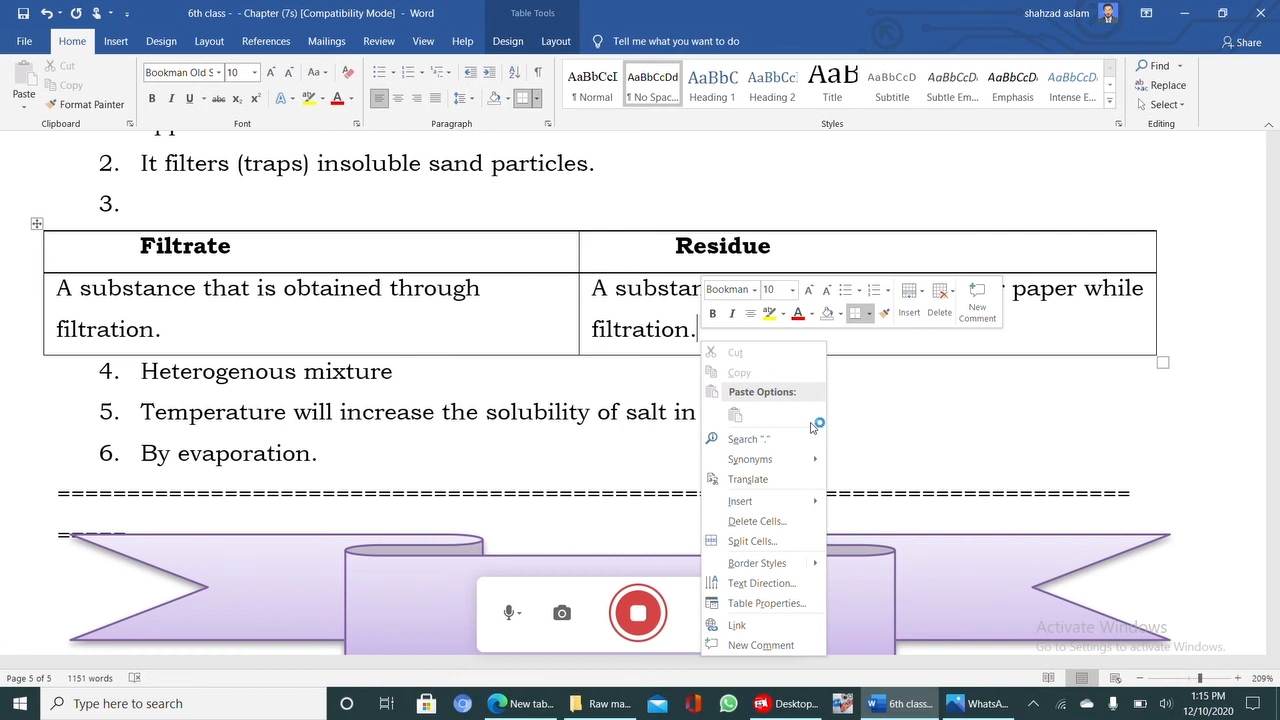 6th class - Chapter (7s) [Compatibility Mode] - Word
Table Tools
shahzad aslam
File Home Insert Design Layout References Mailings Review View Help Design Layout Tell me what you want to do Share
Paste
Cut
Copy
Format Painter
Bookman Old S 10
Aa
B I U abc X₂ X² A A
AaBbCcI AaBbCcDd AaBbC AaBbCc AaB AaBbCcD AaBbCcD AaBbCcD AaBbCcD
¶ Normal ¶ No Spac... Heading 1 Heading 2 Title Subtitle Subtle Em... Emphasis Intense E...
Find
Replace
Select
Clipboard Font Paragraph Styles Editing
2. It filters (traps) insoluble sand particles.
3.
Filtrate Residue
A substance that is obtained through
filtration.
A substan paper while
filtration.
Bookman 10
B I A Insert Delete New
Comment
4. Heterogenous mixture
5. Temperature will increase the solubility of salt in
6. By evaporation.
==============================================================
=====
Cut
Copy
Paste Options:
Search "."
Synonyms
Translate
Insert
Delete Cells...
Split Cells...
Border Styles
Text Direction...
Table Properties...
Link
New Comment
Activate Windows
Go to Settings to activate Windows.
Page 5 of 5 1151 words 209%
Type here to search
New tab...
Raw ma...
Desktop...
6th class...
WhatsA...
1:15 PM
12/10/2020